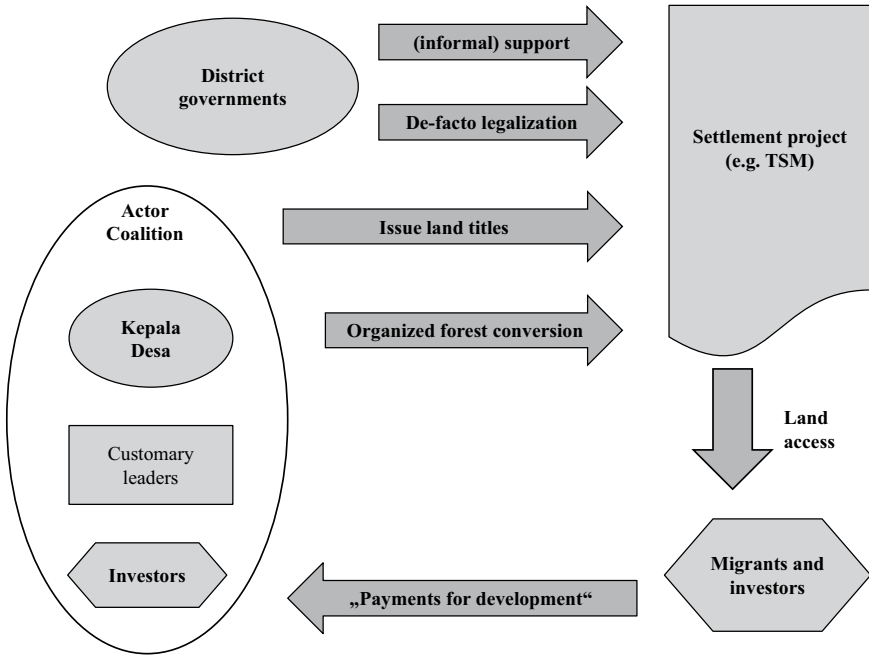 (informal) support
District
governments
De-facto legalization
Settlement project
(e.g. TSM)
Actor
Coalition
Issue land titles
Kepala
Desa
Organized forest conversion
Land
access
Customary
leaders
Investors
Migrants and
investors
„Payments for development“